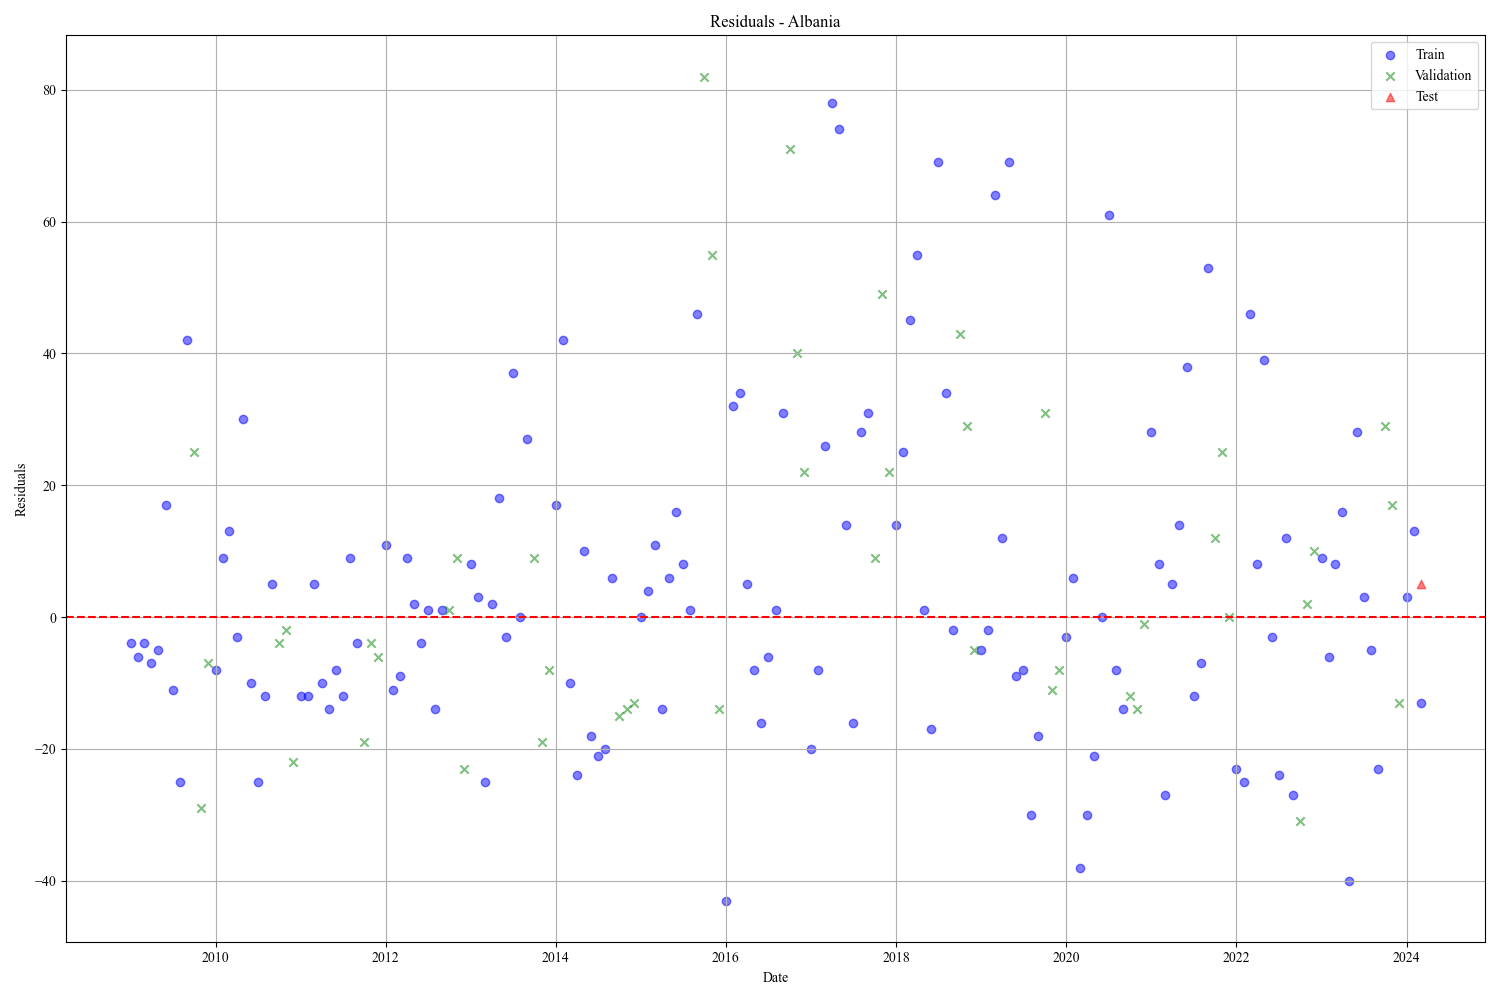 Residuals - Albania
Train
Validation
Test
80
60
40
20
0
−20
−40
Residuals
2010 2012 2014 2016 2018 2020 2022 2024
Date